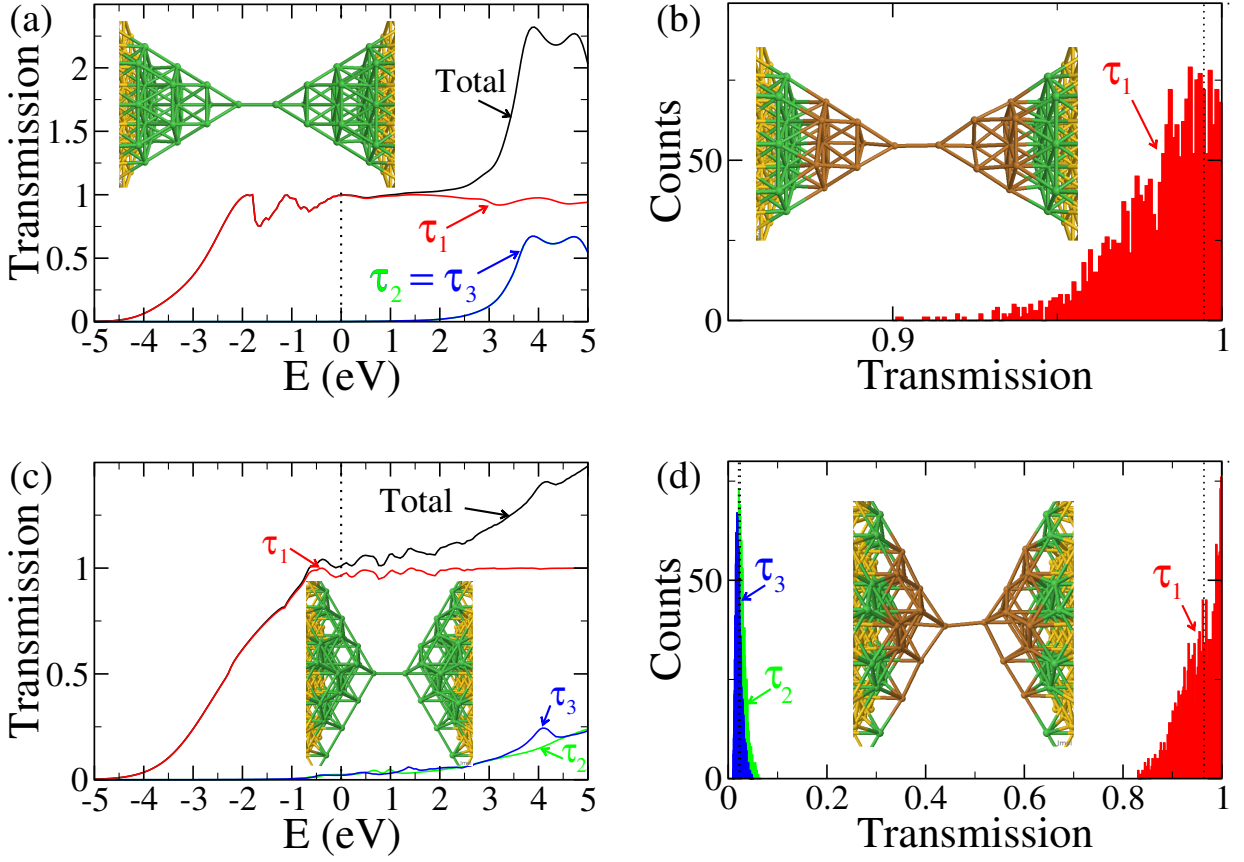 (a)
Transmission
2
1.5
1
0.5
0
Total
τ1
τ2 = τ3
-5 -4 -3 -2 -1 0 1 2 3 4 5
E (eV)
(b)
Counts
50
0
τ1
0.9 1
Transmission
(c)
Transmission
1
0.5
0
Total
τ1
τ3
τ2
-5 -4 -3 -2 -1 0 1 2 3 4 5
E (eV)
(d)
Counts
50
0
τ3
τ2
τ1
0 0.2 0.4 0.6 0.8 1
Transmission